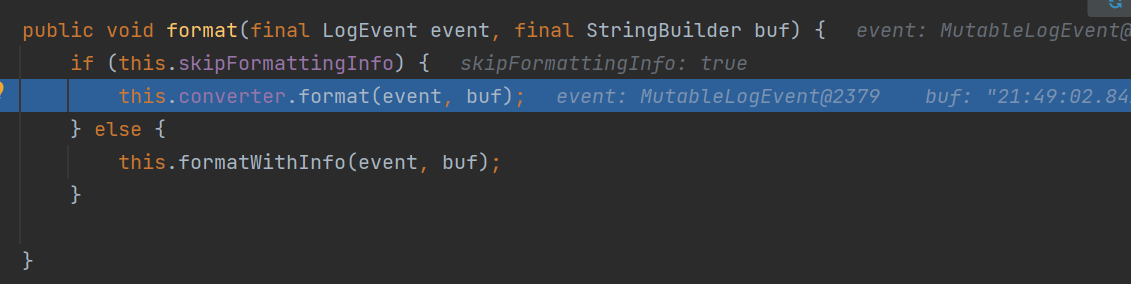 public void format(final LogEvent event, final StringBuilder buf) { event: MutableLogEvent@
if (this.skipFormattingInfo) { skipFormattingInfo: true
this.converter.format(event, buf); event: MutableLogEvent@2379 buf: "21:49:02.84
} else {
this.formatWithInfo(event, buf);
}
}